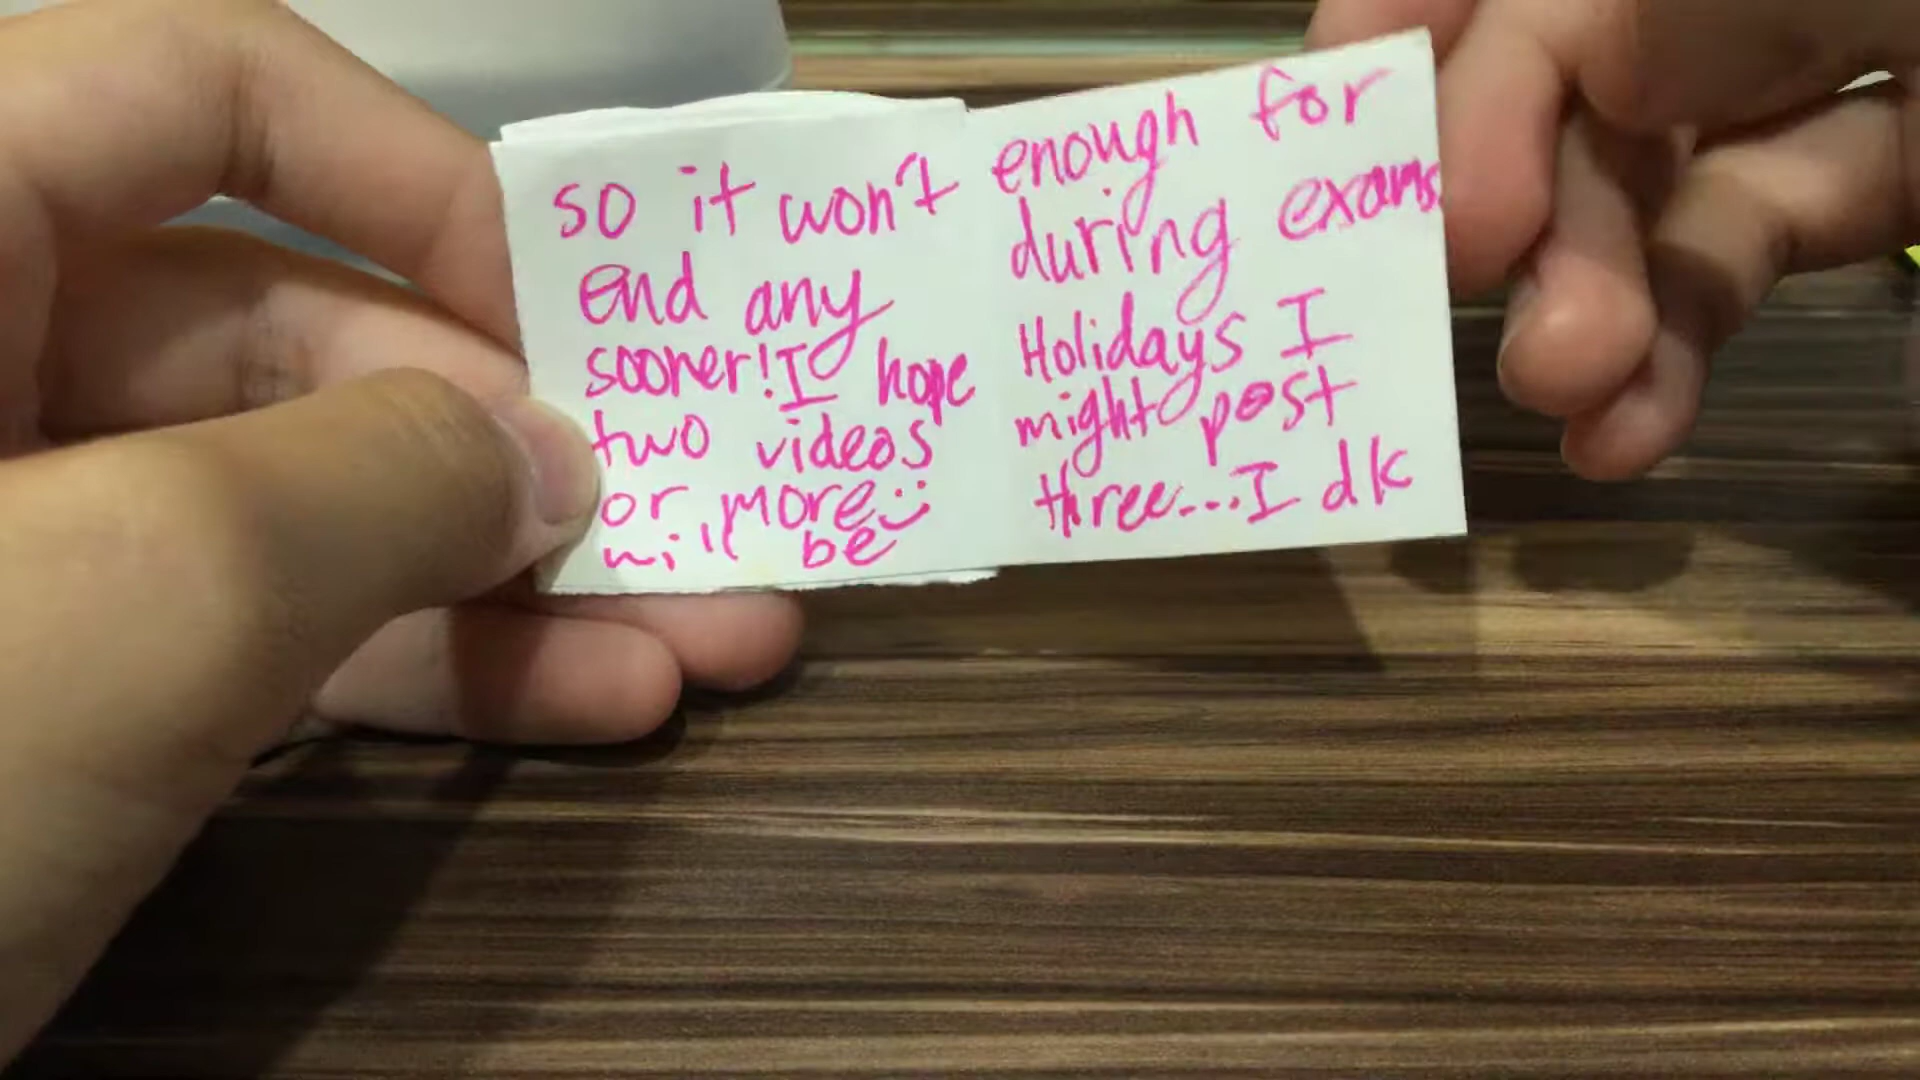 so it won't
end any
sooner! I hope
two videos
or more :)
will be
enough for
during exams.
Holidays I
might post
three...I dk